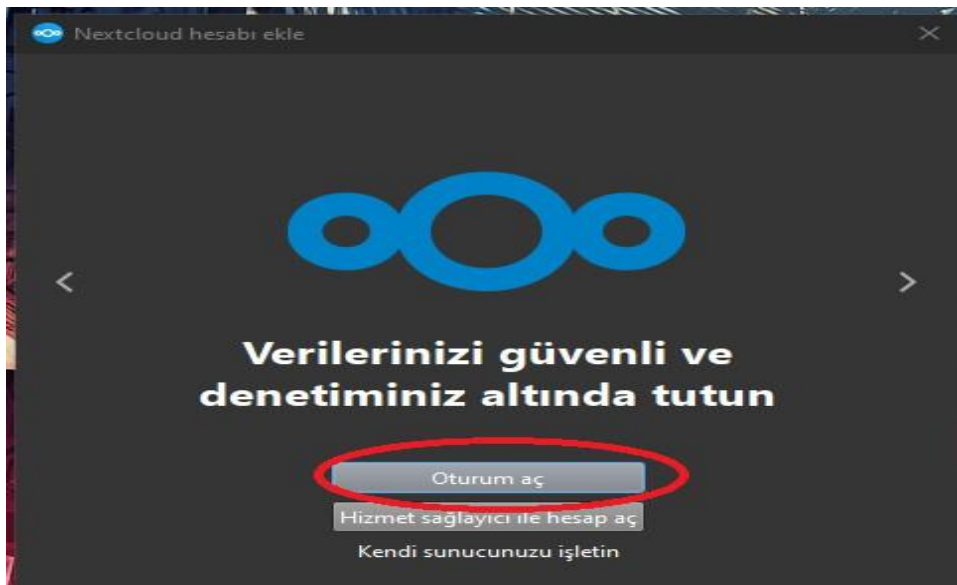 Nextcloud hesabı ekle
Verilerinizi güvenli ve
denetiminiz altında tutun
Oturum aç
Hizmet sağlayıcı ile hesap aç
Kendi sunucunuzu işletin